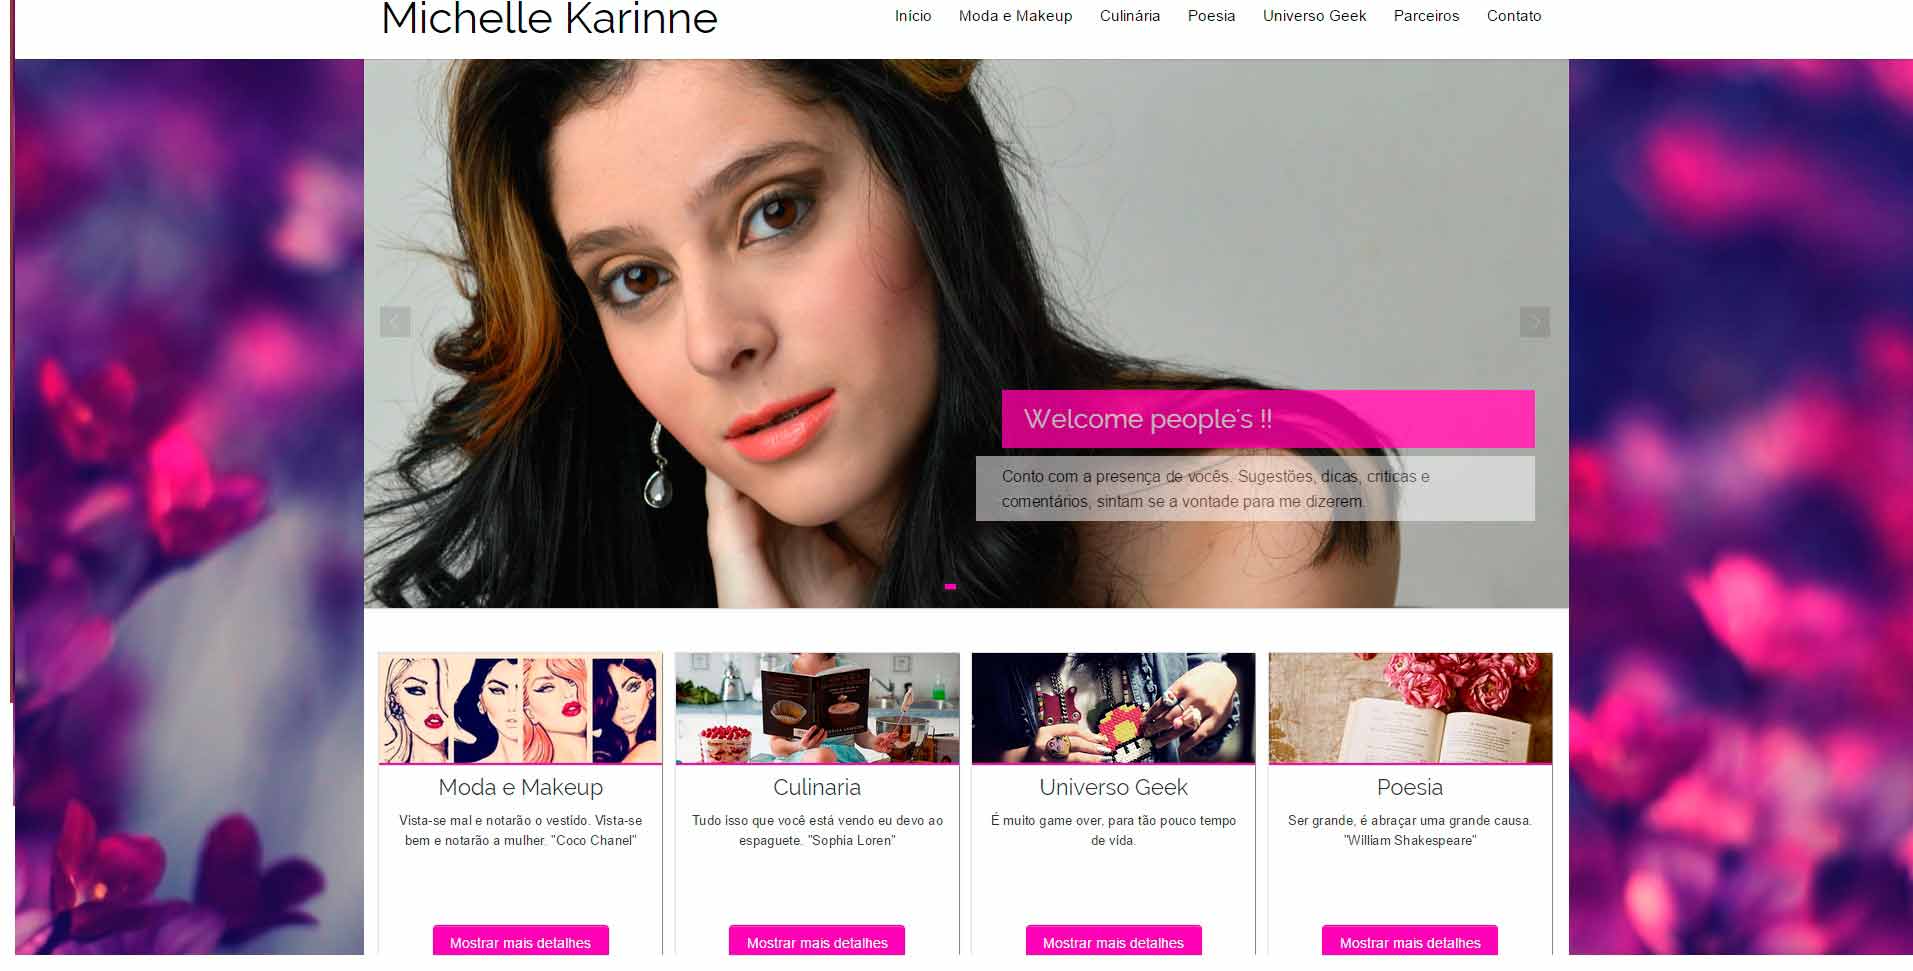 Michelle Karinne
Início Moda e Makeup Culinária Poesia Universo Geek Parceiros Contato
Welcome people's !!
Conto com a presença de vocês. Sugestões, dicas, criticas e
comentários, sintam se a vontade para me dizerem.
Moda e Makeup
Vista-se mal e notarão o vestido. Vista-se
bem e notarão a mulher. "Coco Chanel"
Mostrar mais detalhes
Culinaria
Tudo isso que você está vendo eu devo ao
espaguete. "Sophia Loren"
Mostrar mais detalhes
Universo Geek
É muito game over, para tão pouco tempo
de vida.
Mostrar mais detalhes
Poesia
Ser grande, é abraçar uma grande causa.
"William Shakespeare"
Mostrar mais detalhes